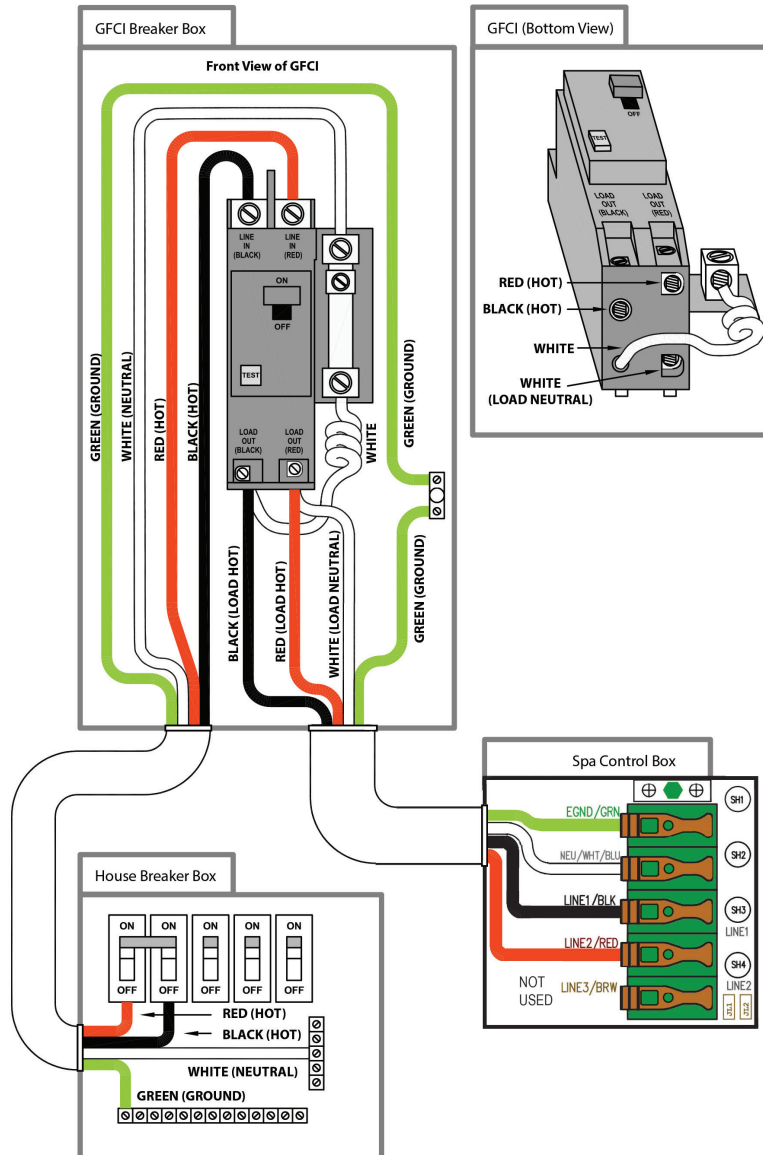 GFCI Breaker Box
Front View of GFCI
LINE
IN
(BLACK)
LINE
IN
(RED)
ON
OFF
TEST
LOAD
OUT
(BLACK)
LOAD
OUT
(RED)
GREEN (GROUND)
WHITE (NEUTRAL)
RED (HOT)
BLACK (HOT)
WHITE
GREEN (GROUND)
BLACK (LOAD HOT)
RED (LOAD HOT)
WHITE (LOAD NEUTRAL)
GREEN (GROUND)
GFCI (Bottom View)
OFF
TEST
LOAD
OUT
(BLACK)
LOAD
OUT
(RED)
RED (HOT)
BLACK (HOT)
WHITE
WHITE
(LOAD NEUTRAL)
Spa Control Box
EGND/GRN
NEU/WHT/BLU
LINE1/BLK
LINE2/RED
NOT
USED
LINE3/BRW
SH1
SH2
SH3
LINE1
SH4
LINE2
JL1
JL2
House Breaker Box
ON
ON
ON
ON
ON
OFF
OFF
OFF
OFF
OFF
RED (HOT)
BLACK (HOT)
WHITE (NEUTRAL)
GREEN (GROUND)